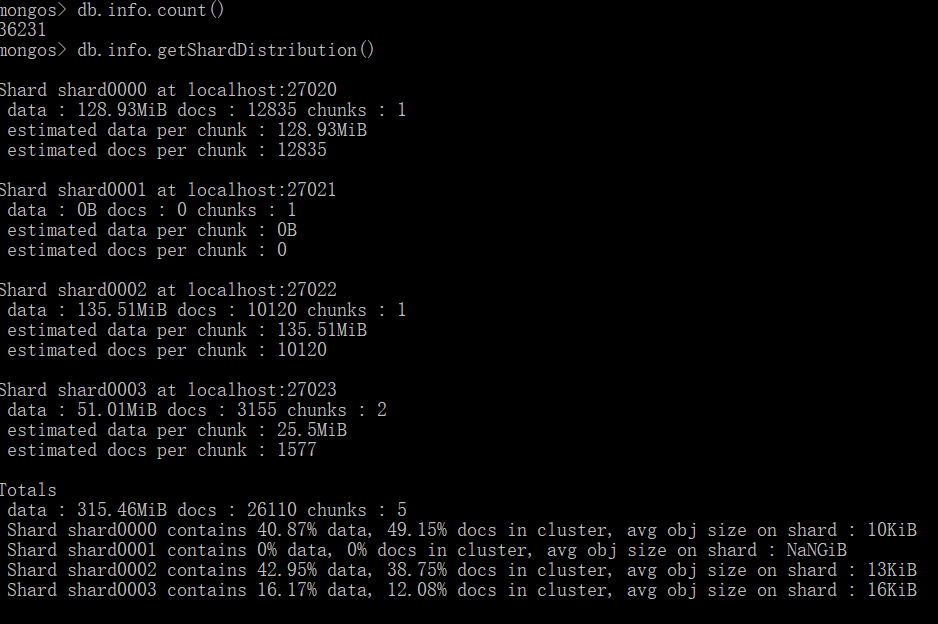 mongos> db.info.count()
36231
mongos> db.info.getShardDistribution()
Shard shard0000 at localhost:27020
data : 128.93MiB docs : 12835 chunks : 1
estimated data per chunk : 128.93MiB
estimated docs per chunk : 12835
Shard shard0001 at localhost:27021
data : 0B docs : 0 chunks : 1
estimated data per chunk : 0B
estimated docs per chunk : 0
Shard shard0002 at localhost:27022
data : 135.51MiB docs : 10120 chunks : 1
estimated data per chunk : 135.51MiB
estimated docs per chunk : 10120
Shard shard0003 at localhost:27023
data : 51.01MiB docs : 3155 chunks : 2
estimated data per chunk : 25.5MiB
estimated docs per chunk : 1577
Totals
data : 315.46MiB docs : 26110 chunks : 5
Shard shard0000 contains 40.87% data, 49.15% docs in cluster, avg obj size on shard : 10KiB
Shard shard0001 contains 0% data, 0% docs in cluster, avg obj size on shard : NaNGiB
Shard shard0002 contains 42.95% data, 38.75% docs in cluster, avg obj size on shard : 13KiB
Shard shard0003 contains 16.17% data, 12.08% docs in cluster, avg obj size on shard : 16KiB